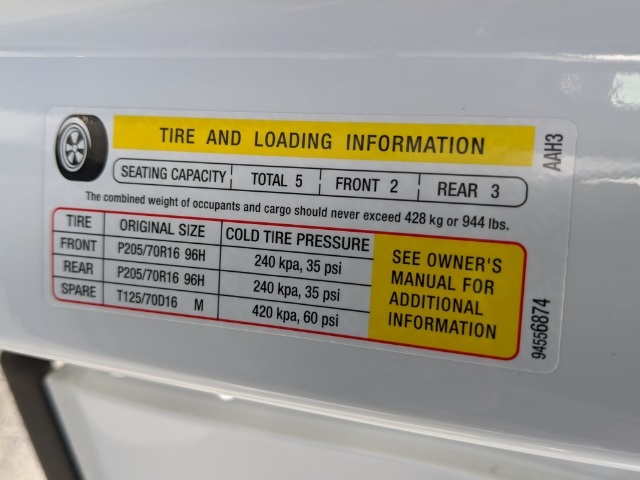 TIRE AND LOADING INFORMATION
SEATING CAPACITY TOTAL 5 FRONT 2 REAR 3
The combined weight of occupants and cargo should never exceed 428 kg or 944 lbs.
TIRE ORIGINAL SIZE COLD TIRE PRESSURE
FRONT P205/70R16 96H 240 kpa, 35 psi
REAR P205/70R16 96H 240 kpa, 35 psi
SPARE T125/70D16 M 420 kpa, 60 psi
SEE OWNER'S
MANUAL FOR
ADDITIONAL
INFORMATION
AAH3
94556874